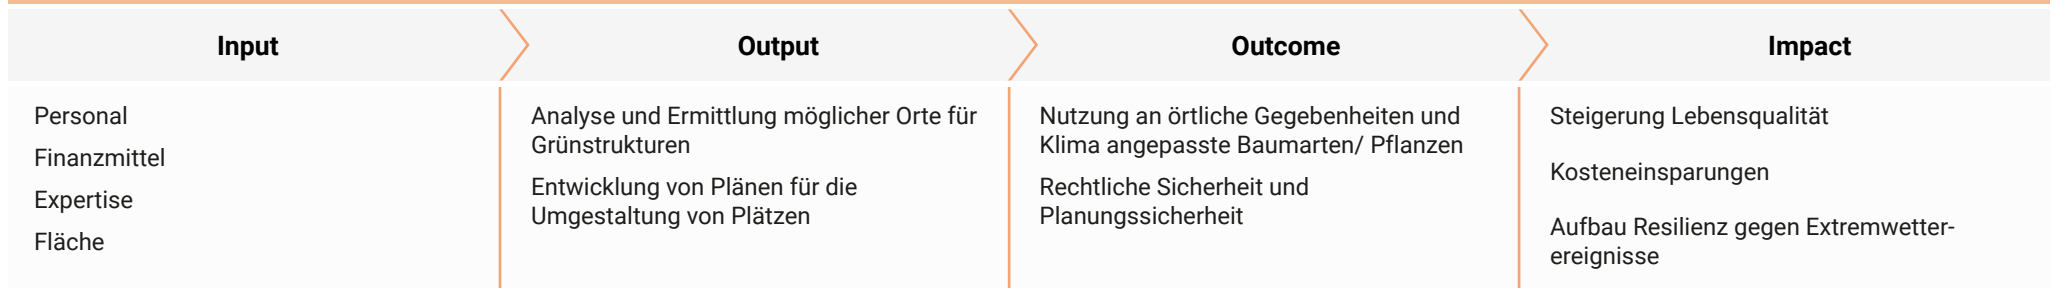 Input
Output
Outcome
Impact
Personal
Finanzmittel
Expertise
Fläche
Analyse und Ermittlung möglicher Orte für
Grünstrukturen
Entwicklung von Plänen für die
Umgestaltung von Plätzen
Nutzung an örtliche Gegebenheiten und
Klima angepasste Baumarten/ Pflanzen
Rechtliche Sicherheit und
Planungssicherheit
Steigerung Lebensqualität
Kosteneinsparungen
Aufbau Resilienz gegen Extremwetter-
ereignisse